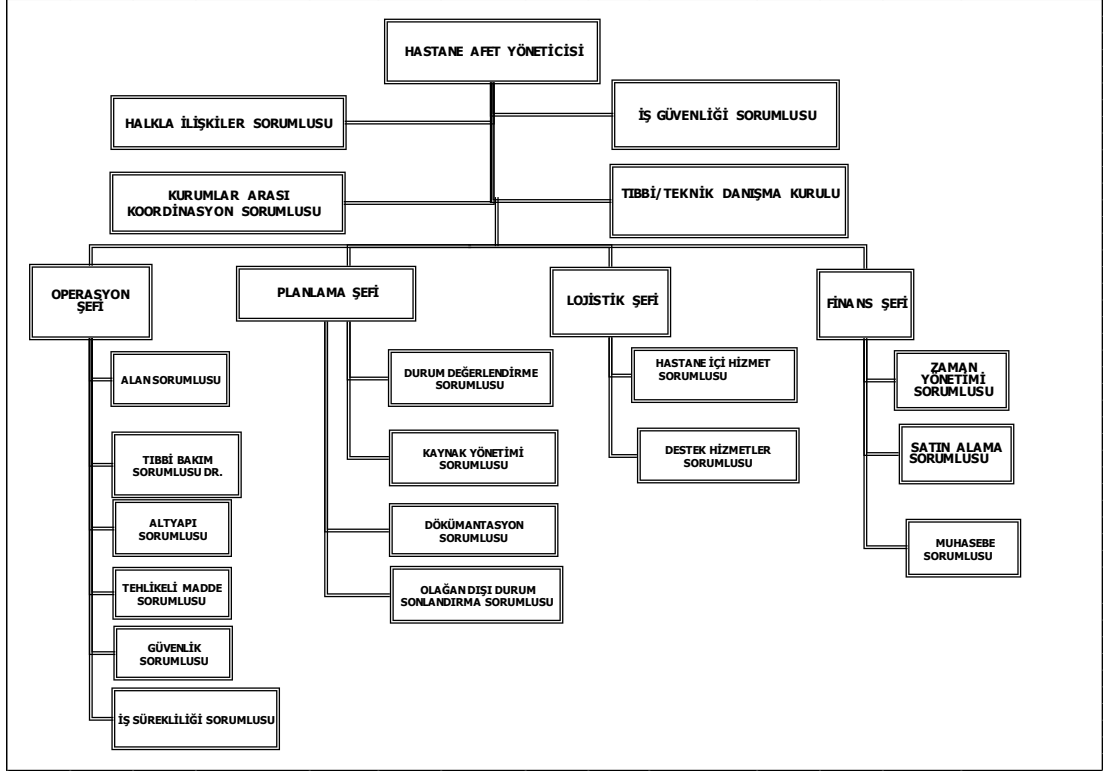 HASTANE AFET YÖNETİCİSİ
HALKLA İLİŞKİLER SORUMLUSU
İŞ GÜVENLİĞİ SORUMLUSU
KURUMLAR ARASI
KOORDİNASYON SORUMLUSU
TIBBİ/TEKNİK DANIŞMA KURULU
OPERASYON
ŞEFİ
PLANLAMA ŞEFİ
LOJİSTİK ŞEFİ
FİNANS ŞEFİ
ALAN SORUMLUSU
TIBBİ BAKIM
SORUMLUSU DR.
ALTYAPI
SORUMLUSU
TEHLİKELİ MADDE
SORUMLUSU
GÜVENLİK
SORUMLUSU
İŞ SÜREKLİLİĞİ SORUMLUSU
DURUM DEĞERLENDİRME
SORUMLUSU
KAYNAK YÖNETİMİ
SORUMLUSU
DÖKÜMANTASYON
SORUMLUSU
OLAĞAN DIŞI DURUM
SONLANDIRMA SORUMLUSU
HASTANE İÇİ HİZMET
SORUMLUSU
DESTEK HİZMETLER
SORUMLUSU
ZAMAN
YÖNETİMİ
SORUMLUSU
SATIN ALAMA
SORUMLUSU
MUHASEBE
SORUMLUSU